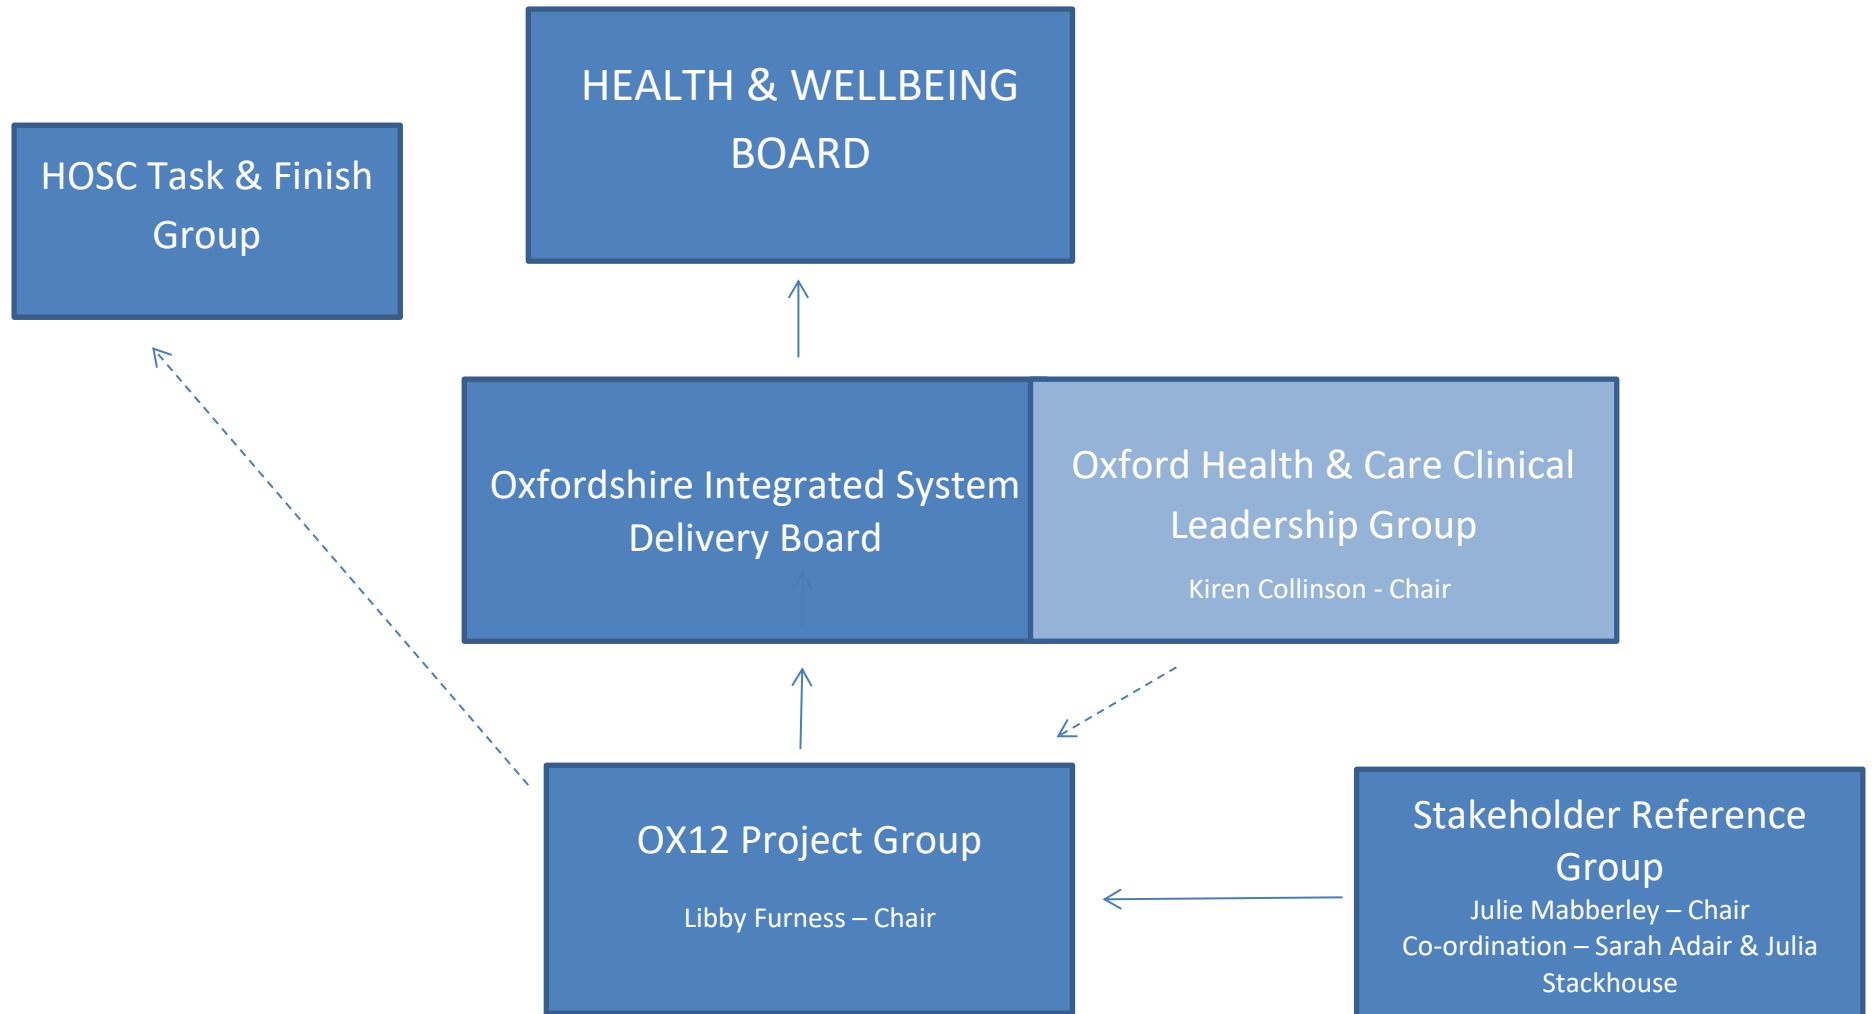 HEALTH & WELLBEING
BOARD
HOSC Task & Finish
Group
Oxfordshire Integrated System
Delivery Board
Oxford Health & Care Clinical
Leadership Group
Kiren Collinson - Chair
OX12 Project Group
Libby Furness – Chair
Stakeholder Reference
Group
Julie Mabberley – Chair
Co-ordination – Sarah Adair & Julia
Stackhouse